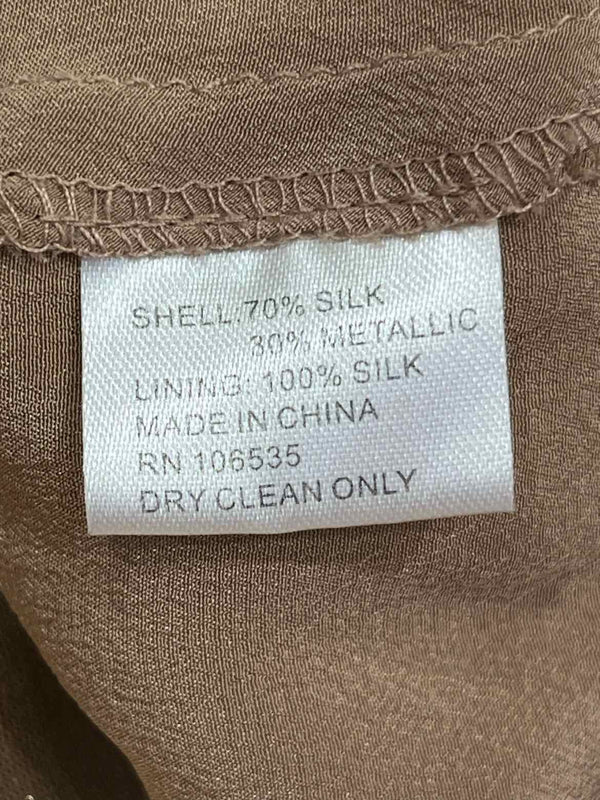 SHELL:70% SILK
30% METALLIC
LINING: 100% SILK
MADE IN CHINA
RN 106535
DRY CLEAN ONLY